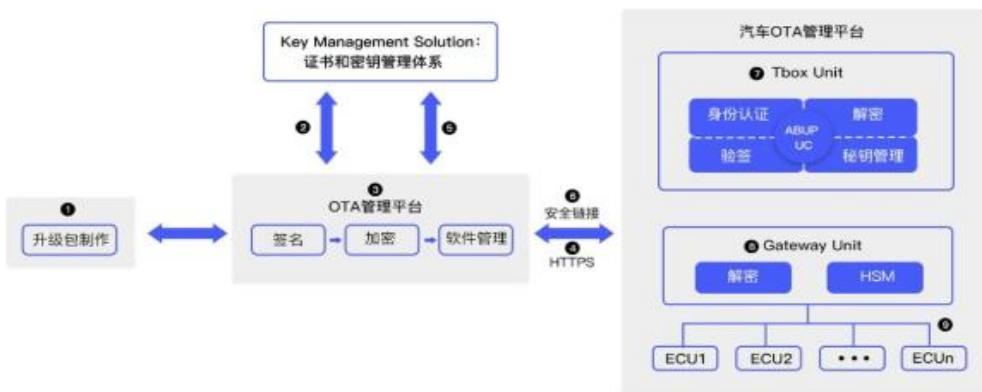 Key Management Solution:
证书和密钥管理体系
❷
❺
❶
升级包制作
❸
OTA管理平台
签名
加密
软件管理
❻
安全链接
❹
HTTPS
汽车OTA管理平台
❼ Tbox Unit
身份认证
解密
ABUP
UC
验签
秘钥管理
❽ Gateway Unit
解密
HSM
❾
ECU1
ECU2
•••
ECUn